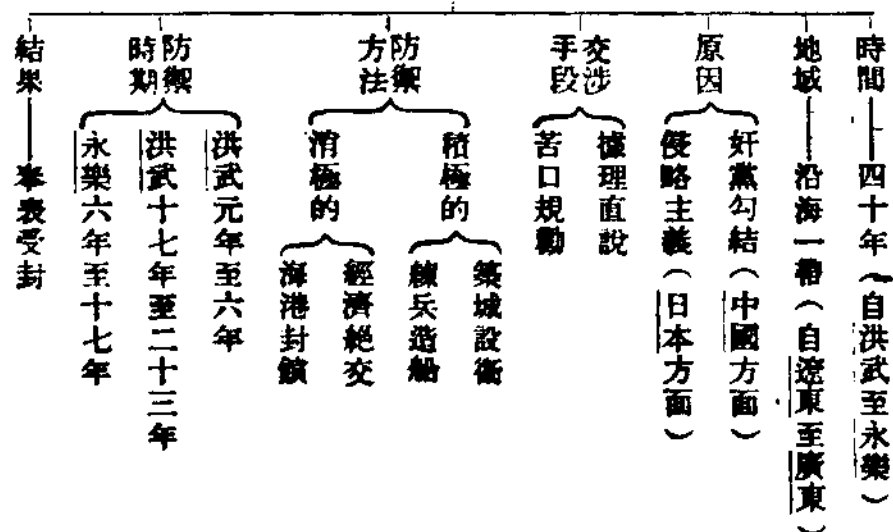 時間——四十年（自洪武至永樂）
地域——沿海一帶（自遼東至廣東）
原因
奸黨勾結（中國方面）
侵略主義（日本方面）
交涉
手段
據理直說
苦口規勸
防禦
方法
積極的
築城設衞
練兵造船
消極的
經濟絕交
海港封鎖
防禦
時期
洪武元年至六年
洪武十七年至二十三年
永樂六年至十七年
結果——奉表受封